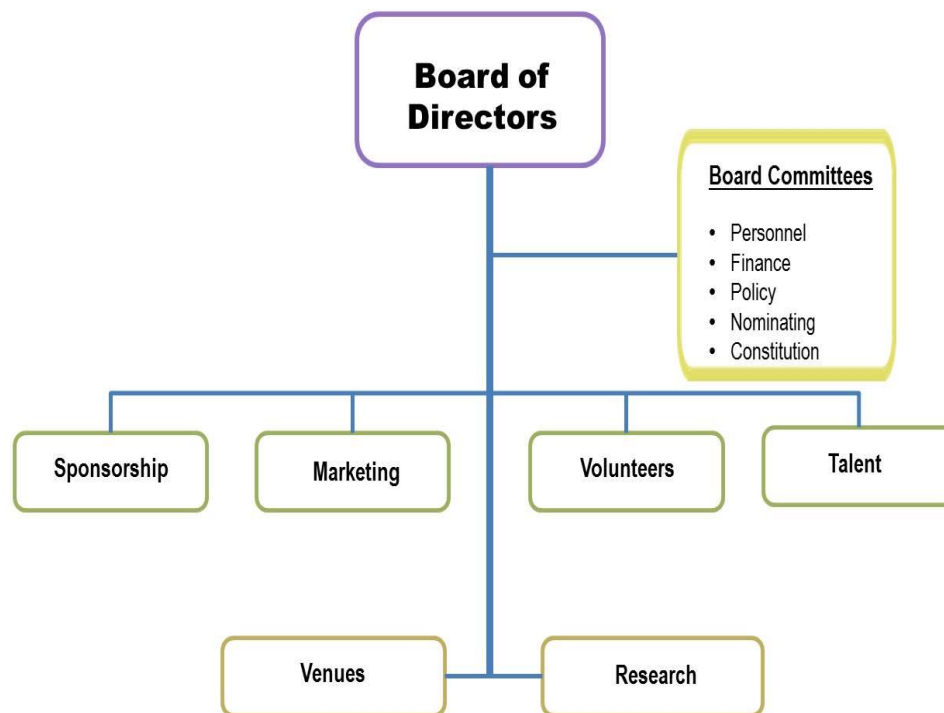 Board of
Directors
Board Committees
• Personnel
• Finance
• Policy
• Nominating
• Constitution
Sponsorship
Marketing
Volunteers
Talent
Venues
Research